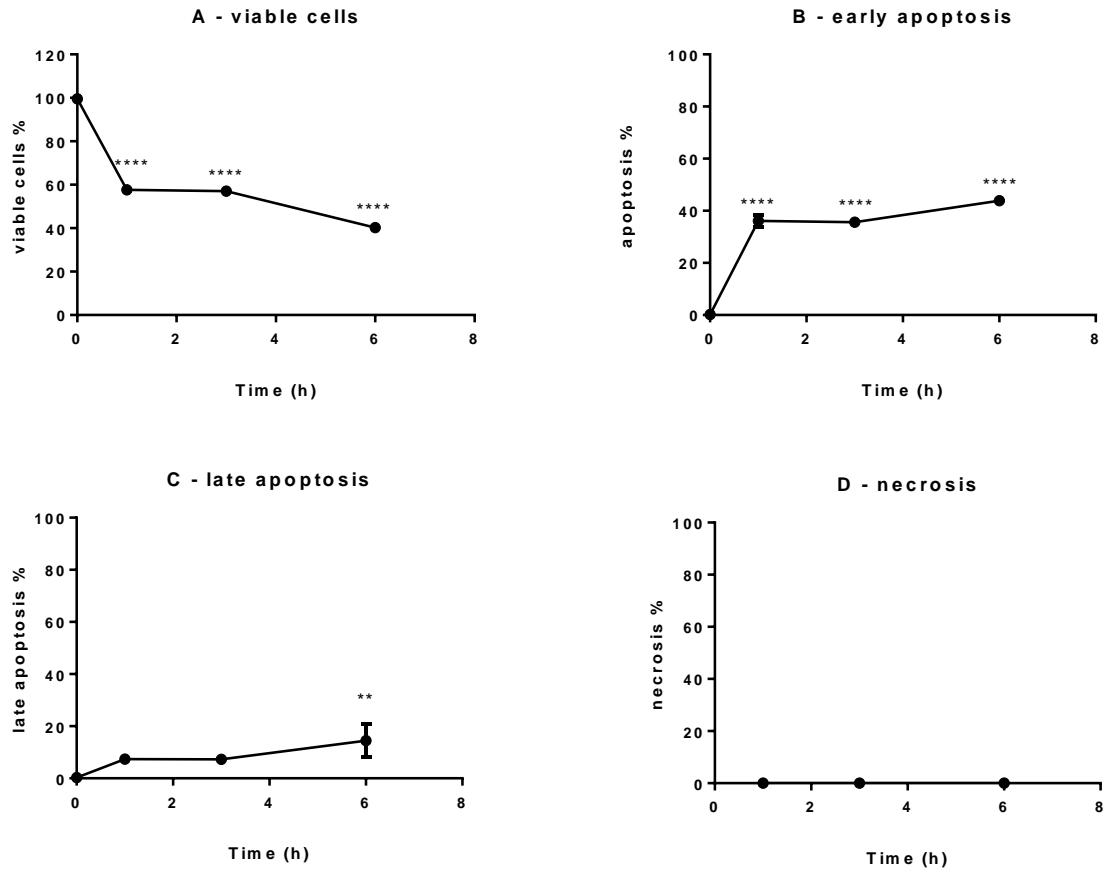 A - viable cells
120
100
80
60
40
20
0
viable cells %
****
****
****
0 2 4 6 8
Time (h)
B - early apoptosis
100
80
60
40
20
0
apoptosis %
****
****
****
0 2 4 6 8
Time (h)
C - late apoptosis
100
80
60
40
20
0
late apoptosis %
**
0 2 4 6 8
Time (h)
D - necrosis
100
80
60
40
20
0
necrosis %
0 2 4 6 8
Time (h)